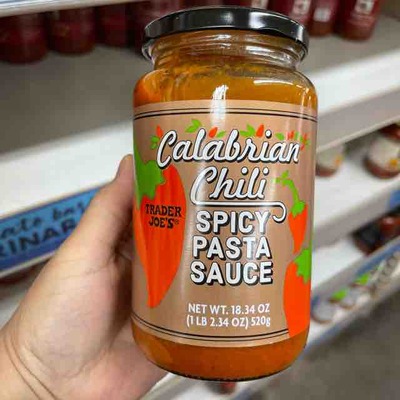 Calabrian
Chili
TRADER
JOE'S
SPICY
PASTA
SAUCE
NET WT. 18.34 OZ
(1 LB 2.34 OZ) 520g